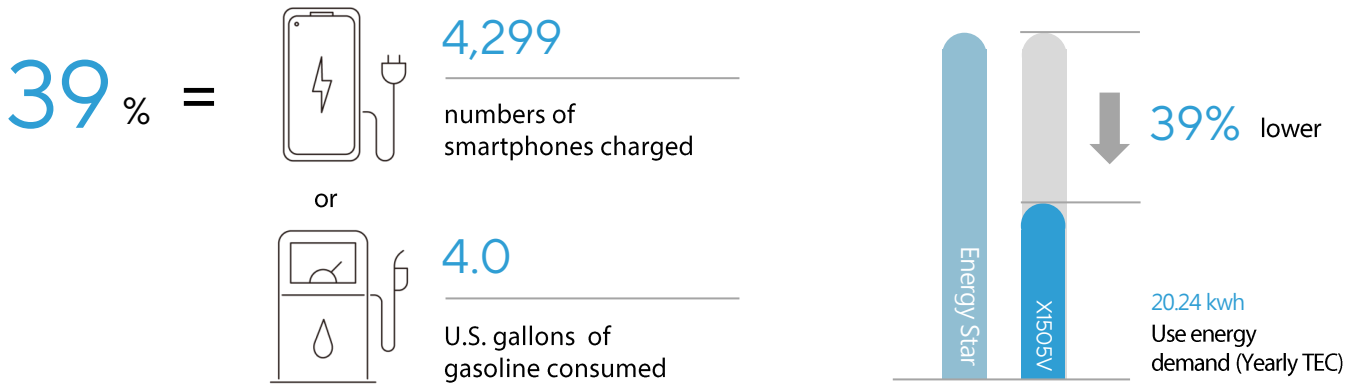 39 % =
4,299
numbers of
smartphones charged
or
4.0
U.S. gallons of
gasoline consumed
Energy Star
X1505V
39% lower
20.24 kwh
Use energy
demand (Yearly TEC)